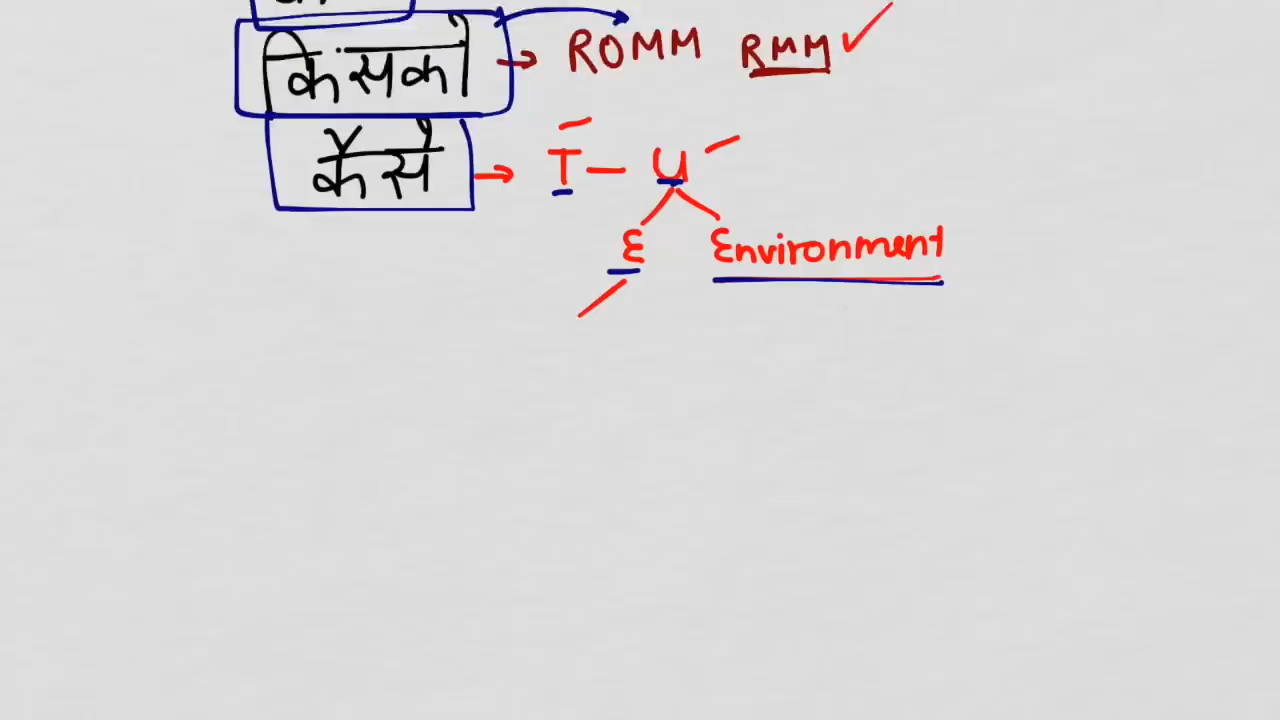 किसको → ROMM RMM ✓
कैसे → T — U
E Environment